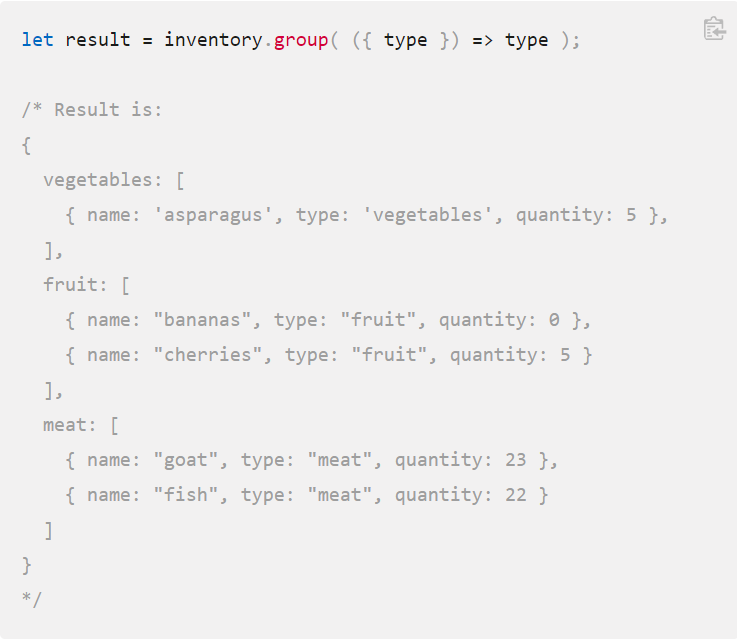 let result = inventory.group( ({ type }) => type );
/* Result is:
{
  vegetables: [
    { name: 'asparagus', type: 'vegetables', quantity: 5 },
  ],
  fruit: [
    { name: "bananas", type: "fruit", quantity: 0 },
    { name: "cherries", type: "fruit", quantity: 5 }
  ],
  meat: [
    { name: "goat", type: "meat", quantity: 23 },
    { name: "fish", type: "meat", quantity: 22 }
  ]
}
*/